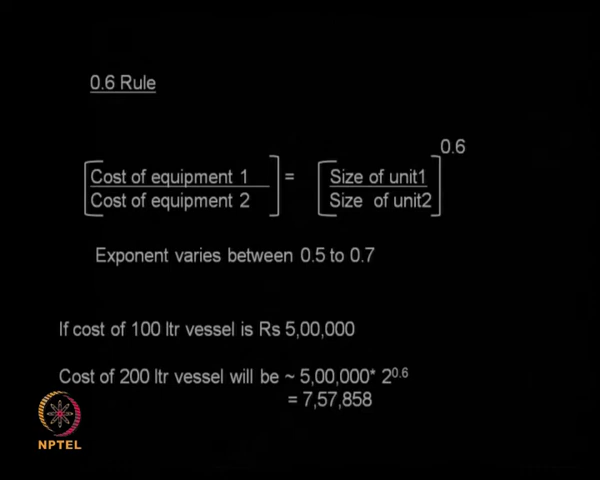 0.6 Rule
0.6
Cost of equipment 1 = Size of unit1
Cost of equipment 2 Size of unit2
Exponent varies between 0.5 to 0.7
If cost of 100 ltr vessel is Rs 5,00,000
Cost of 200 ltr vessel will be ~ 5,00,000* 2^0.6
= 7,57,858
NPTEL